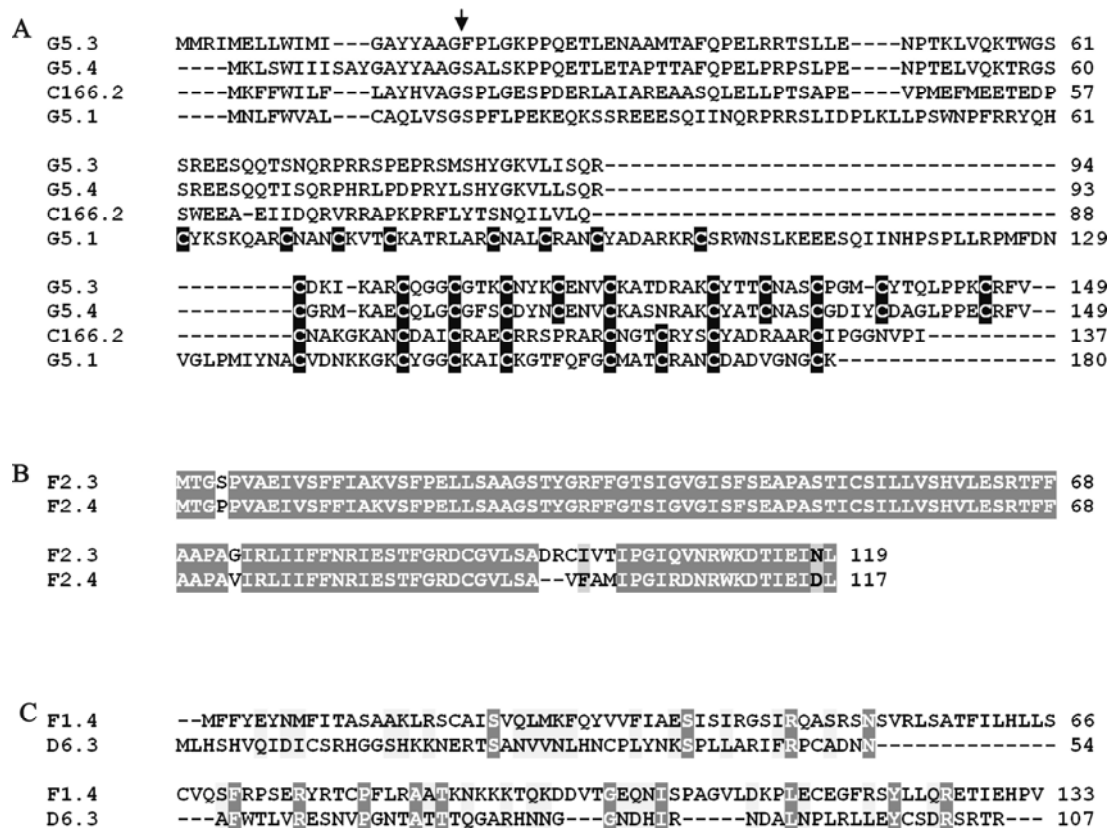 A
G5.3 MMRIMELLWIMI---GAYYAAGFPLGKPPQETLENAAMTAFQPELRRTSLLE----NPTKLVQKTWGS 61
G5.4 ----MKLSWIIISAYGAYYAAGSALSKPPQETLETAPTTAFQPELPRPSLPE----NPTELVQKTRGS 60
C166.2 ----MKFFWILF---LAYHVAGSPLGESPDERLAIAREAASQLELLPTSAPE----VPMEFMEETEDP 57
G5.1 ----MNLFWVAL---CAQLVSGSPFLPEKEQKSSREEESQIINQRPRRSLIDPLKLLPSWNPFRRYQH 61
G5.3 SREESQQTSNQRPRRSPEPRSMSHYGKVLISQR----------------------------------- 94
G5.4 SREESQQTISQRPHRLPDPRYLSHYGKVLLSQR----------------------------------- 93
C166.2 SWEEA-EIIDQRVRRAPKPRFLYTSNQILVLQ------------------------------------ 88
G5.1 CYKSKQARCNANCKVTCKATRLARCNALCRANCYADARKRCSRWNSLKEEESQIINHPSPLLRPMFDN 129
G5.3 ---------CDKI-KARCQGGCGTKCNYKCENVCKATDRAKCYTTCNASCPGM-CYTQLPPKCRFV-- 149
G5.4 ---------CGRM-KAECQLGCGFSCDYNCENVCKASNRAKCYATCNASCGDIYCDAGLPPECRFV-- 149
C166.2 ---------CNAKGKANCDAICRAECRRSPRARCNGTCRYSCYADRAARCIPGGNVPI---------- 137
G5.1 VGLPMIYNACVDNKKGKCYGGCKAICKGTFQFGCMATCRANCDADVGNGCK----------------- 180
B
F2.3 MTGSPVAEIVSFFIAKVSFPELLSAAGSTYGRFFGTSIGVGISFSEAPASTICSILLVSHVLESRTFF 68
F2.4 MTGPPVAEIVSFFIAKVSFPELLSAAGSTYGRFFGTSIGVGISFSEAPASTICSILLVSHVLESRTFF 68
F2.3 AAPAGIRLIIFFNRIESTFGRDCGVLSADRCIVTIPGIQVNRWKDTIEINL 119
F2.4 AAPAVIRLIIFFNRIESTFGRDCGVLSA--VFAMIPGIRDNRWKDTIEIDL 117
C
F1.4 --MFFYEYNMFITASAAKLRSCAISVQLMKFQYVVFIAESISIRGSIRQASRSNSVRLSATFILHLLS 66
D6.3 MLHSHVQIDICSRHGGSHKKNERTSANVVNLHNCPLYNKSPLLARIFRPCADNN-------------- 54
F1.4 CVQSFRPSERYRTCPFLRAATKNKKKTQKDDVTGEQNISPAGVLDKPLECEGFRSYLLQRETIEHPV 133
D6.3 ---AFWTLVRESNVPGNTATTTQGARHNNG---GNDHIR-----NDALNPLRLLEYCSDRSRTR--- 107